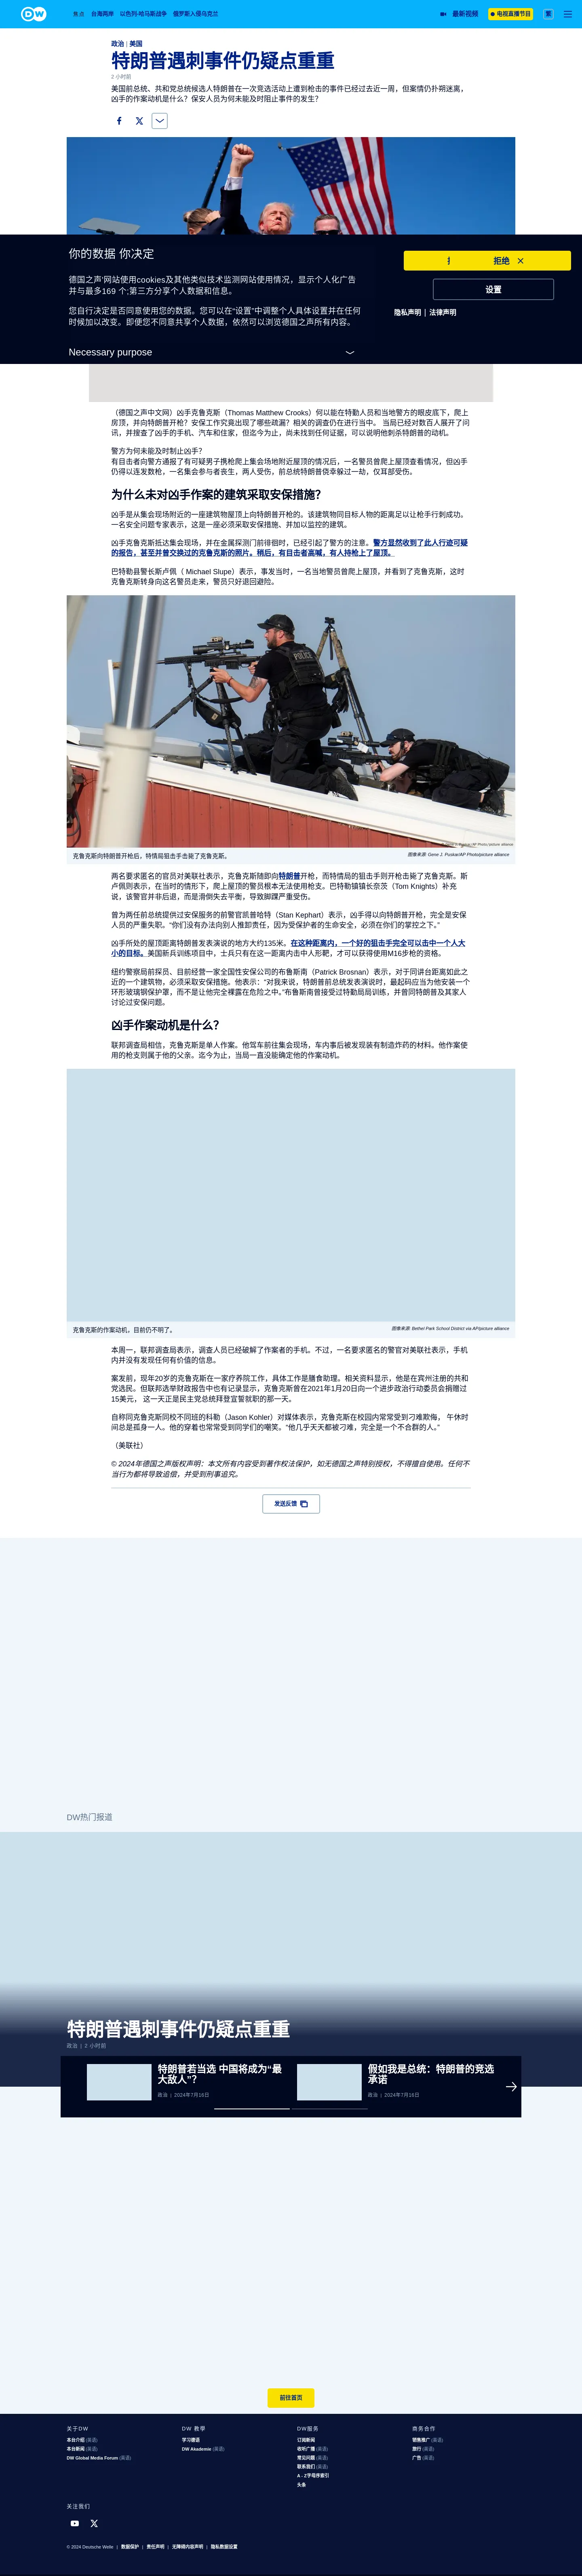 DW
焦点 台海两岸 以色列-哈马斯战争 俄罗斯入侵乌克兰
最新视频 电视直播节目 繁
政治 | 美国
特朗普遇刺事件仍疑点重重
2 小时前
美国前总统、共和党总统候选人特朗普在一次竞选活动上遭到枪击的事件已经过去近一周，但案情仍扑朔迷离，
凶手的作案动机是什么？保安人员为何未能及时阻止事件的发生？
你的数据 你决定
德国之声'网站使用cookies及其他类似技术监测网站使用情况，显示个人化广告
并与最多169 个;第三方分享个人数据和信息。
您自行决定是否同意使用您的数据。您可以在"设置"中调整个人具体设置并在任何
时候加以改变。即便您不同意共享个人数据，依然可以浏览德国之声所有内容。
Necessary purpose
拒绝
设置
隐私声明 | 法律声明
（德国之声中文网）凶手克鲁克斯（Thomas Matthew Crooks）何以能在特勤人员和当地警方的眼皮底下，爬上
房顶，并向特朗普开枪？安保工作究竟出现了哪些疏漏？相关的调查仍在进行当中。 当局已经对数百人展开了问
讯，并搜查了凶手的手机、汽车和住家，但迄今为止，尚未找到任何证据，可以说明他刺杀特朗普的动机。
警方为何未能及时制止凶手？
有目击者向警方通报了有可疑男子携枪爬上集会场地附近屋顶的情况后，一名警员曾爬上屋顶查看情况，但凶手
仍得以连发数枪，一名集会参与者丧生，两人受伤，前总统特朗普侥幸躲过一劫，仅耳部受伤。
为什么未对凶手作案的建筑采取安保措施？
凶手是从集会现场附近的一座建筑物屋顶上向特朗普开枪的。该建筑物同目标人物的距离足以让枪手行刺成功。
一名安全问题专家表示，这是一座必须采取安保措施、并加以监控的建筑。
凶手克鲁克斯抵达集会现场，并在金属探测门前徘徊时，已经引起了警方的注意。警方显然收到了此人行迹可疑
的报告，甚至并曾交换过的克鲁克斯的照片。稍后，有目击者高喊，有人持枪上了屋顶。
巴特勒县警长斯卢佩（ Michael Slupe）表示，事发当时，一名当地警员曾爬上屋顶，并看到了克鲁克斯，这时
克鲁克斯转身向这名警员走来，警员只好退回避险。
POLICE
克鲁克斯向特朗普开枪后，特情局狙击手击毙了克鲁克斯。
图像来源: Gene J. Puskar/AP Photo/picture alliance
两名要求匿名的官员对美联社表示，克鲁克斯随即向特朗普开枪，而特情局的狙击手则开枪击毙了克鲁克斯。斯
卢佩则表示，在当时的情形下，爬上屋顶的警员根本无法使用枪支。巴特勒镇镇长奈茨（Tom Knights）补充
说，该警官并非后退，而是滑倒失去平衡，导致脚踝严重受伤。
曾为两任前总统提供过安保服务的前警官凯普哈特（Stan Kephart）表示，凶手得以向特朗普开枪，完全是安保
人员的严重失职。"你们没有办法向别人推卸责任，因为受保护者的生命安全，必须在你们的掌控之下。"
凶手所处的屋顶距离特朗普发表演说的地方大约135米。在这种距离内，一个好的狙击手完全可以击中一个人大
小的目标。美国新兵训练项目中，士兵只有在这一距离内击中人形靶，才可以获得使用M16步枪的资格。
纽约警察局前探员、目前经营一家全国性安保公司的布鲁斯南（Patrick Brosnan）表示，对于同讲台距离如此之
近的一个建筑物，必须采取安保措施。他表示："对我来说，特朗普前总统发表演说时，最起码应当为他安装一个
环形玻璃钢保护罩，而不是让他完全裸露在危险之中。"布鲁斯南曾接受过特勤局局训练，并曾同特朗普及其家人
讨论过安保问题。
凶手作案动机是什么？
联邦调查局相信，克鲁克斯是单人作案。他驾车前往集会现场，车内事后被发现装有制造炸药的材料。他作案使
用的枪支则属于他的父亲。迄今为止，当局一直没能确定他的作案动机。
克鲁克斯的作案动机，目前仍不明了。
图像来源: Bethel Park School District via AP/picture alliance
本周一，联邦调查局表示，调查人员已经破解了作案者的手机。不过，一名要求匿名的警官对美联社表示，手机
内并没有发现任何有价值的信息。
案发前，现年20岁的克鲁克斯在一家疗养院工作，具体工作是膳食助理。相关资料显示，他是在宾州注册的共和
党选民。但联邦选举财政报告中也有记录显示，克鲁克斯曾在2021年1月20日向一个进步政治行动委员会捐赠过
15美元， 这一天正是民主党总统拜登宣誓就职的那一天。
自称同克鲁克斯同校不同班的科勒（Jason Kohler）对媒体表示，克鲁克斯在校园内常常受到刁难欺侮， 午休时
间总是孤身一人。他的穿着也常常受到同学们的嘲笑。"他几乎天天都被刁难，完全是一个不合群的人。"
（美联社）
© 2024年德国之声版权声明：本文所有内容受到著作权法保护，如无德国之声特别授权，不得擅自使用。任何不
当行为都将导致追偿，并受到刑事追究。
发送反馈
DW热门报道
特朗普遇刺事件仍疑点重重
政治 | 2 小时前
特朗普若当选 中国将成为“最
大敌人”？
政治 | 2024年7月16日
假如我是总统：特朗普的竞选
承诺
政治 | 2024年7月16日
前往首页
关于DW
本台介绍 (英语)
本台新闻 (英语)
DW Global Media Forum (英语)
DW 教學
学习德语
DW Akademie (英语)
DW服务
订阅新闻
收听广播 (英语)
常见问题 (英语)
联系我们 (英语)
A - Z字母序索引
头条
商务合作
销售推广 (英语)
旅行 (英语)
广告 (英语)
关注我们
© 2024 Deutsche Welle | 数据保护 | 责任声明 | 无障碍内容声明 | 隐私数据设置